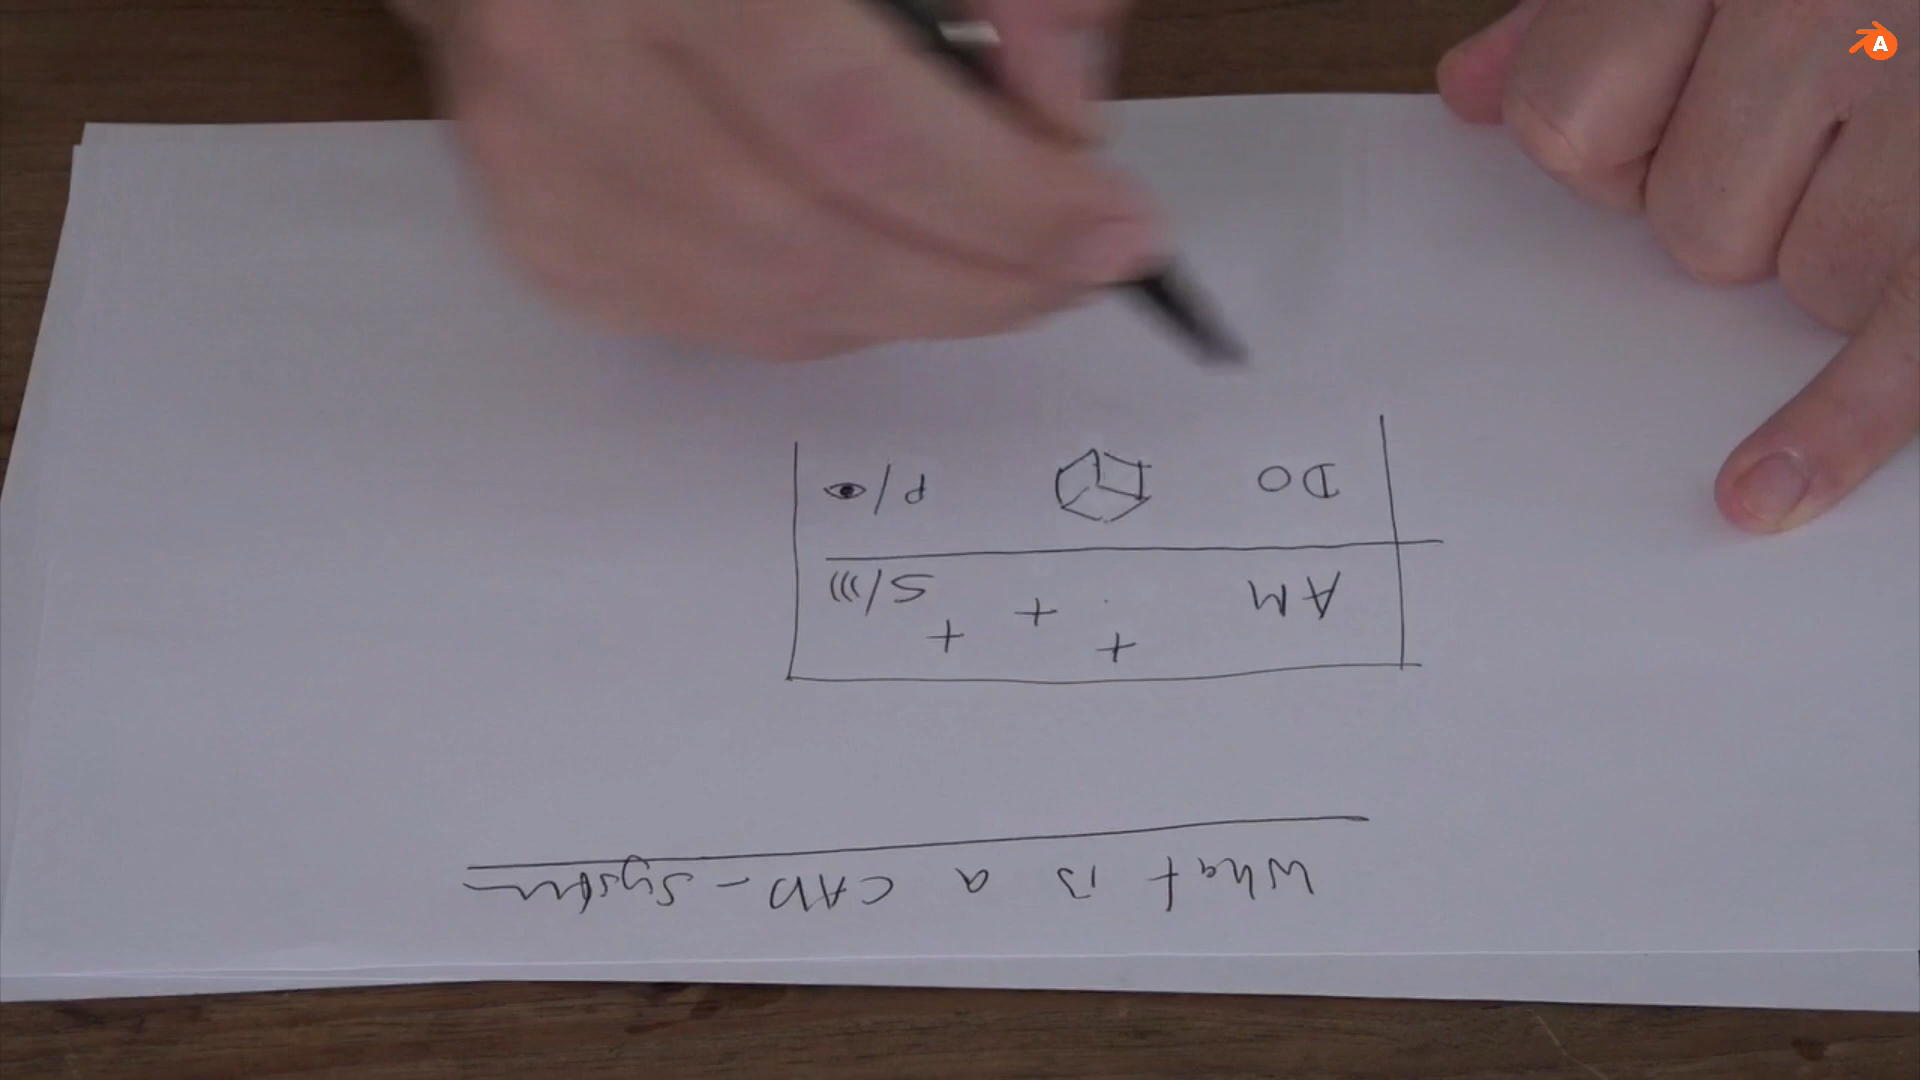 What is a CAD-System
AM + + + S/)))
DO P/
A